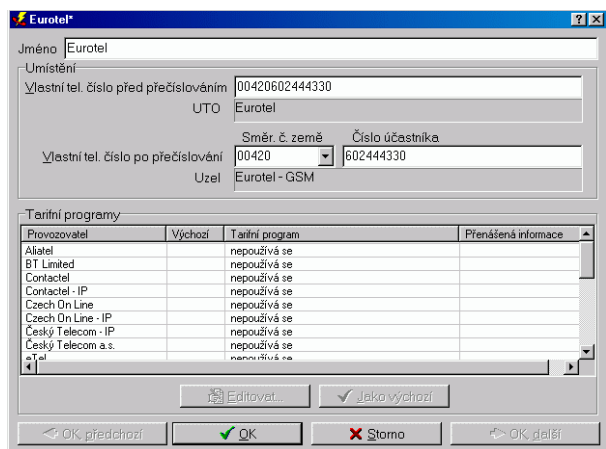 Eurotel*
Jméno Eurotel
Umístění
Vlastní tel. číslo před přečíslováním 00420602444330
UTO Eurotel
Směr. č. země Číslo účastníka
Vlastní tel. číslo po přečíslování 00420 602444330
Uzel Eurotel - GSM
Tarifní programy
Provozovatel Výchozí Tarifní program Přenášená informace
Aliatel nepoužívá se
BT Limited nepoužívá se
Contactel nepoužívá se
Contactel - IP nepoužívá se
Czech On Line nepoužívá se
Czech On Line - IP nepoužívá se
Český Telecom - IP nepoužívá se
Český Telecom a.s. nepoužívá se
eTel nepoužívá se
Editovat... Jako výchozí
OK, předchozí OK Storno OK, další